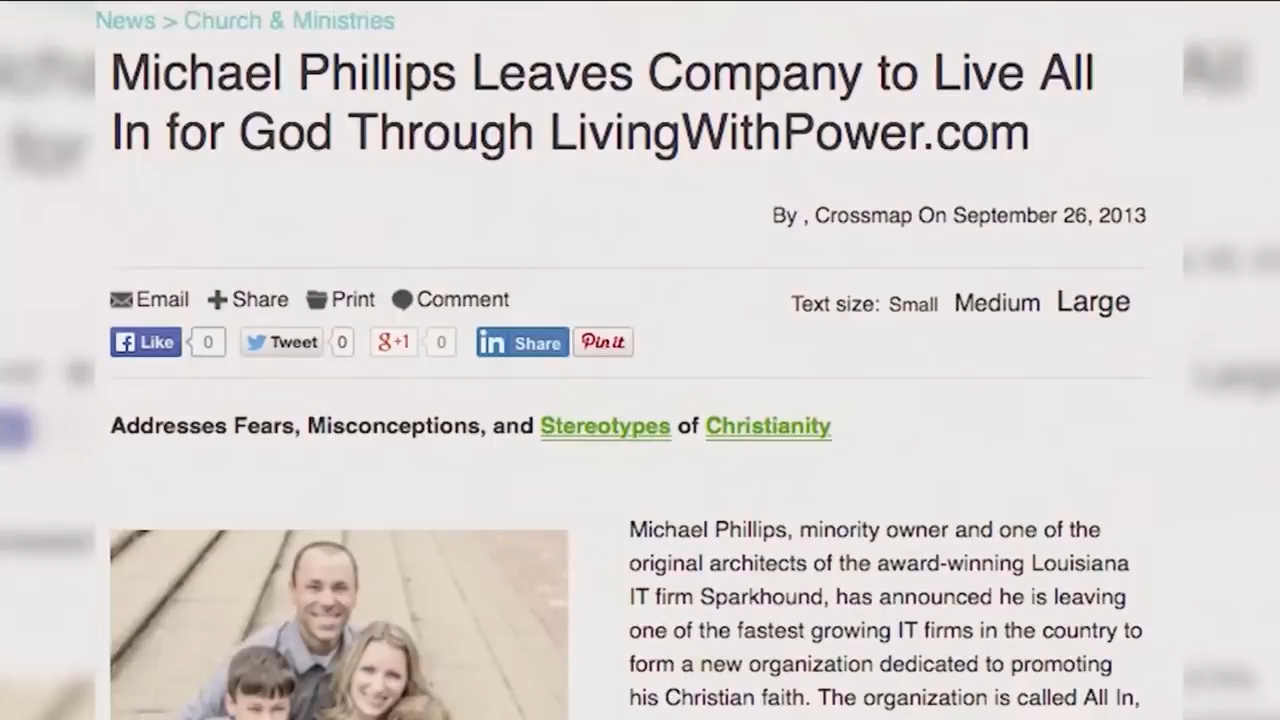 News > Church & Ministries
Michael Phillips Leaves Company to Live All
In for God Through LivingWithPower.com
By , Crossmap On September 26, 2013
Email Share Print Comment
Text size: Small Medium Large
Like 0 Tweet 0 g+1 0 in Share Pin it
Addresses Fears, Misconceptions, and Stereotypes of Christianity
Michael Phillips, minority owner and one of the
original architects of the award-winning Louisiana
IT firm Sparkhound, has announced he is leaving
one of the fastest growing IT firms in the country to
form a new organization dedicated to promoting
his Christian faith. The organization is called All In,